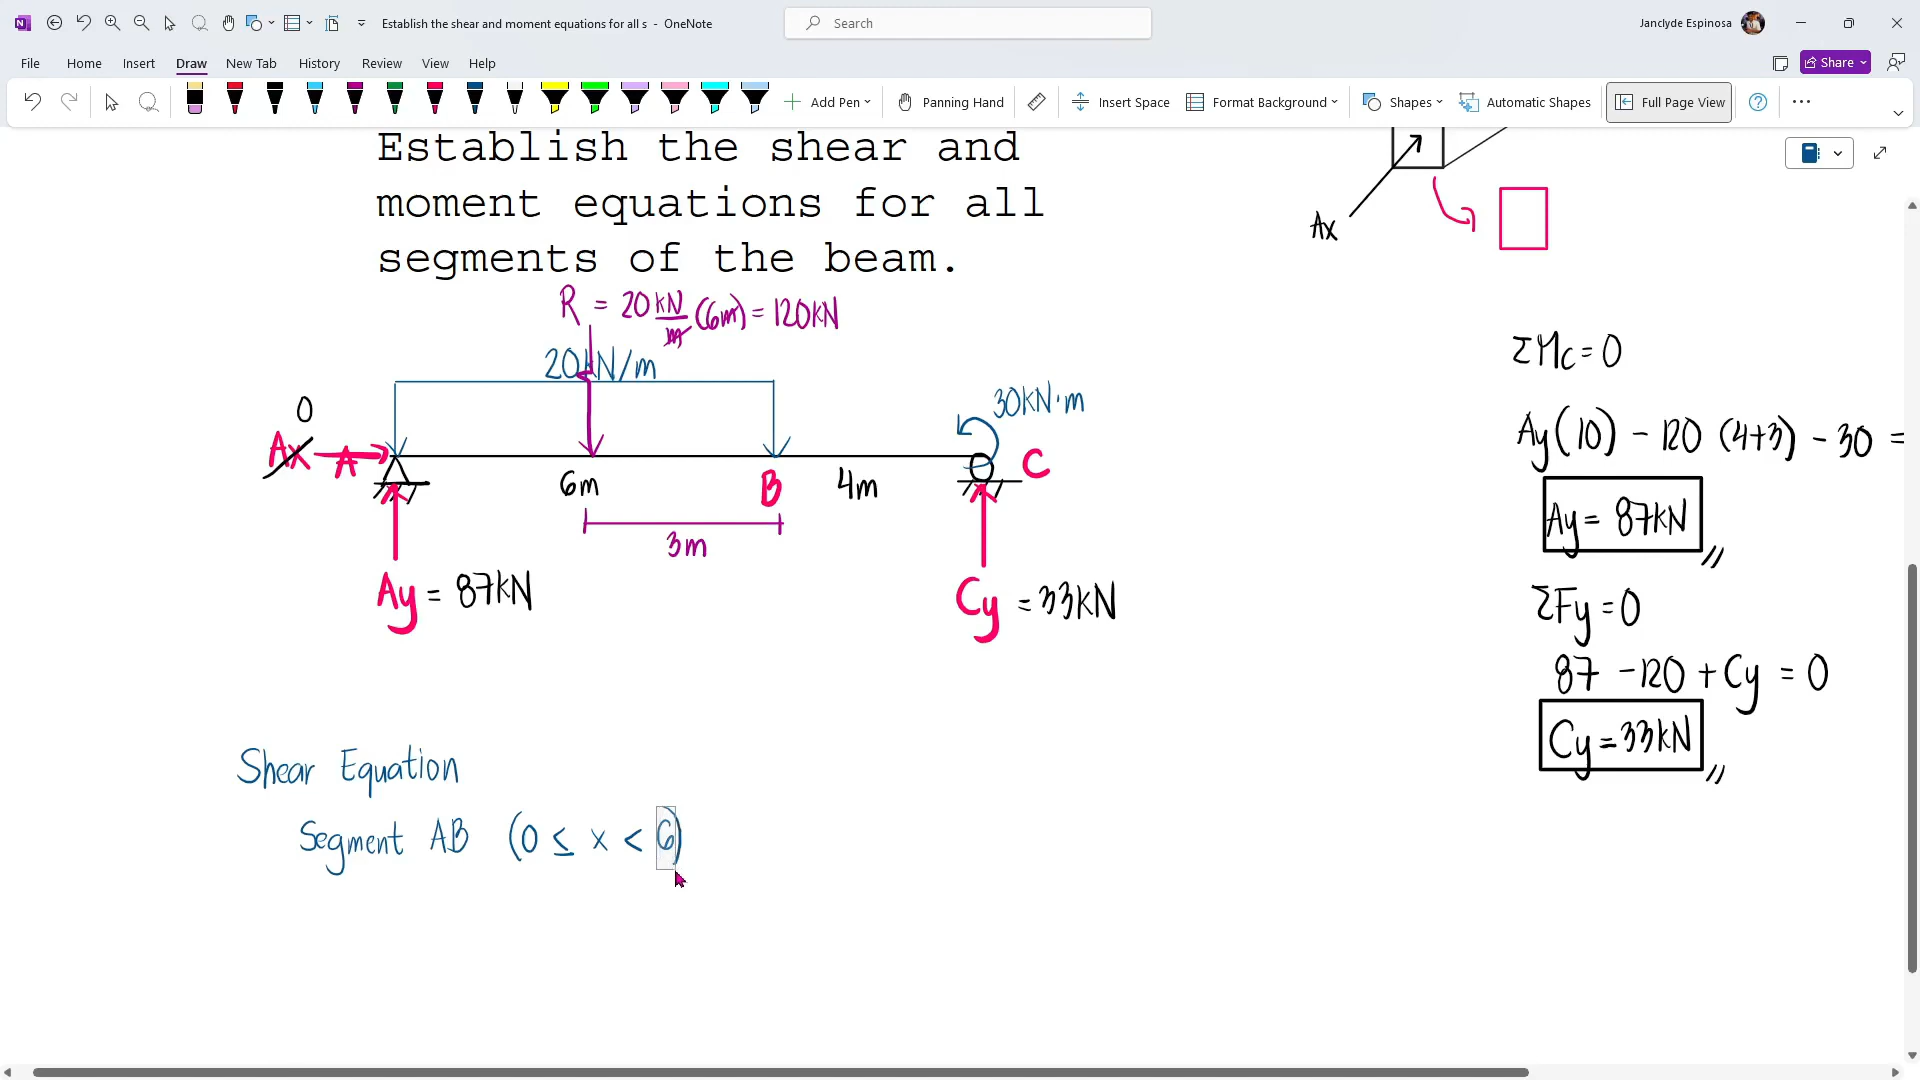 Establish the shear and moment equations for all s - OneNote
Search
Janclyde Espinosa
File Home Insert Draw New Tab History Review View Help
Share
Add Pen
Panning Hand
Insert Space
Format Background
Shapes
Automatic Shapes
Full Page View
Establish the shear and
moment equations for all
segments of the beam.
Ax
R = 20 kN/m (6m) = 120kN
20kN/m
0
30kN·m
Ax
A
C
6m
B
4m
3m
Ay = 87kN
Cy = 33kN
ΣMc = 0
Ay(10) - 120 (4+3) - 30 =
Ay = 87kN
ΣFy = 0
87 - 120 + Cy = 0
Cy = 33kN
Shear Equation
Segment AB (0 ≤ x < 6)